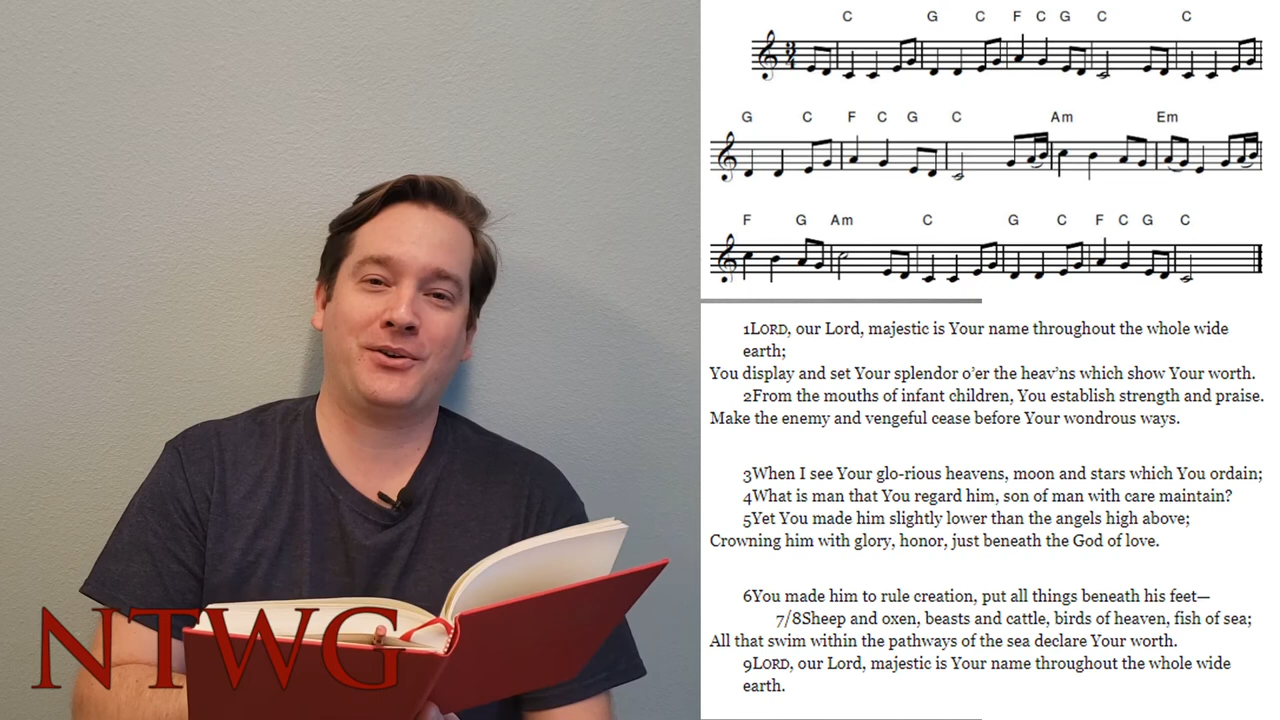 C G C F C G C C
G C F C G C Am Em
F G Am C G C F C G C
1LORD, our Lord, majestic is Your name throughout the whole wide
earth;
You display and set Your splendor o’er the heav’ns which show Your worth.
2From the mouths of infant children, You establish strength and praise.
Make the enemy and vengeful cease before Your wondrous ways.
3When I see Your glo-rious heavens, moon and stars which You ordain;
4What is man that You regard him, son of man with care maintain?
5Yet You made him slightly lower than the angels high above;
Crowning him with glory, honor, just beneath the God of love.
6You made him to rule creation, put all things beneath his feet—
7/8Sheep and oxen, beasts and cattle, birds of heaven, fish of sea;
All that swim within the pathways of the sea declare Your worth.
9LORD, our Lord, majestic is Your name throughout the whole wide
earth.
NTWG